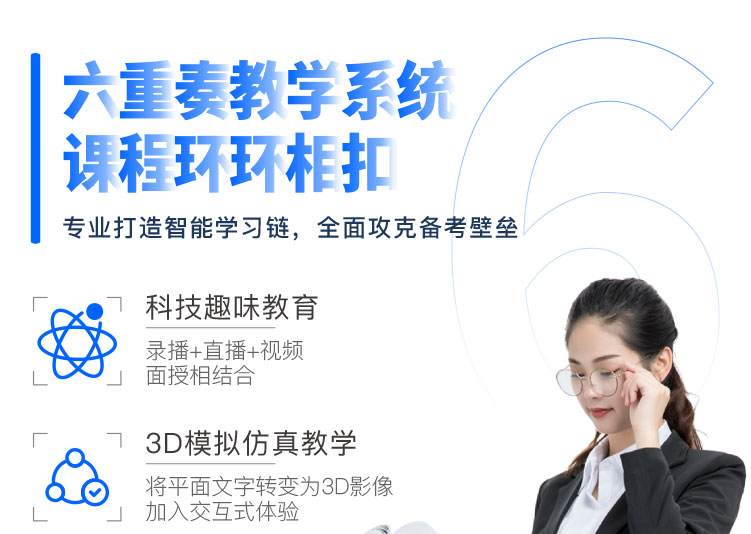 六重奏教学系统
课程环环相扣
专业打造智能学习链，全面攻克备考壁垒
科技趣味教育
录播+直播+视频
面授相结合
3D模拟仿真教学
将平面文字转变为3D影像
加入交互式体验
6